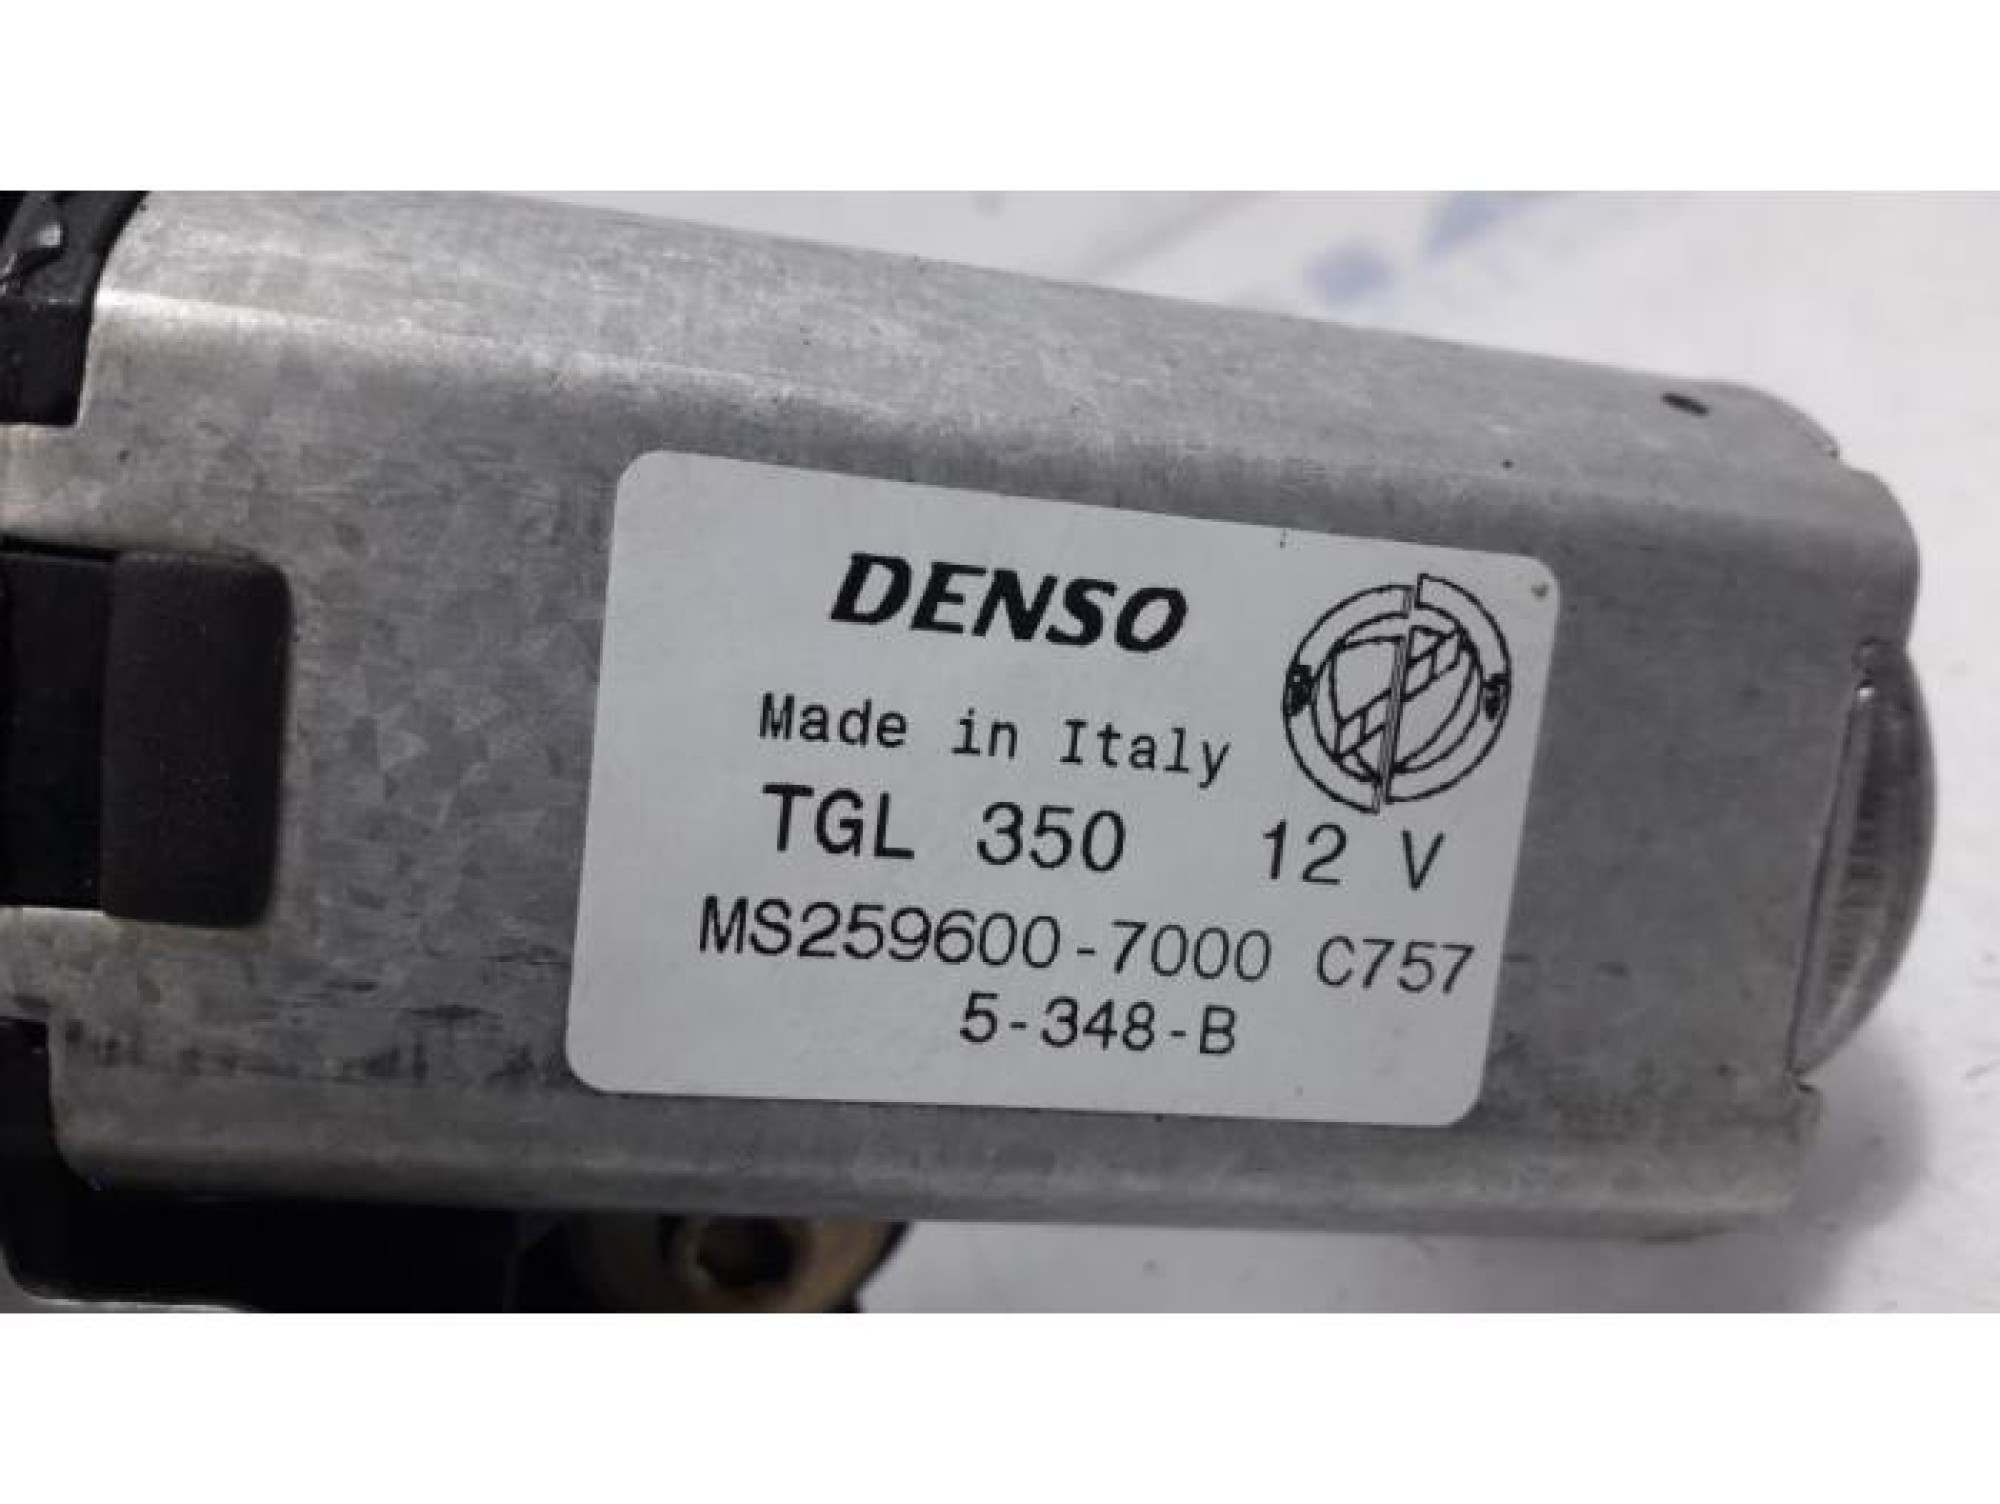 DENSO
Made in Italy
TGL 350 12 V
MS259600-7000 C757
5-348-B